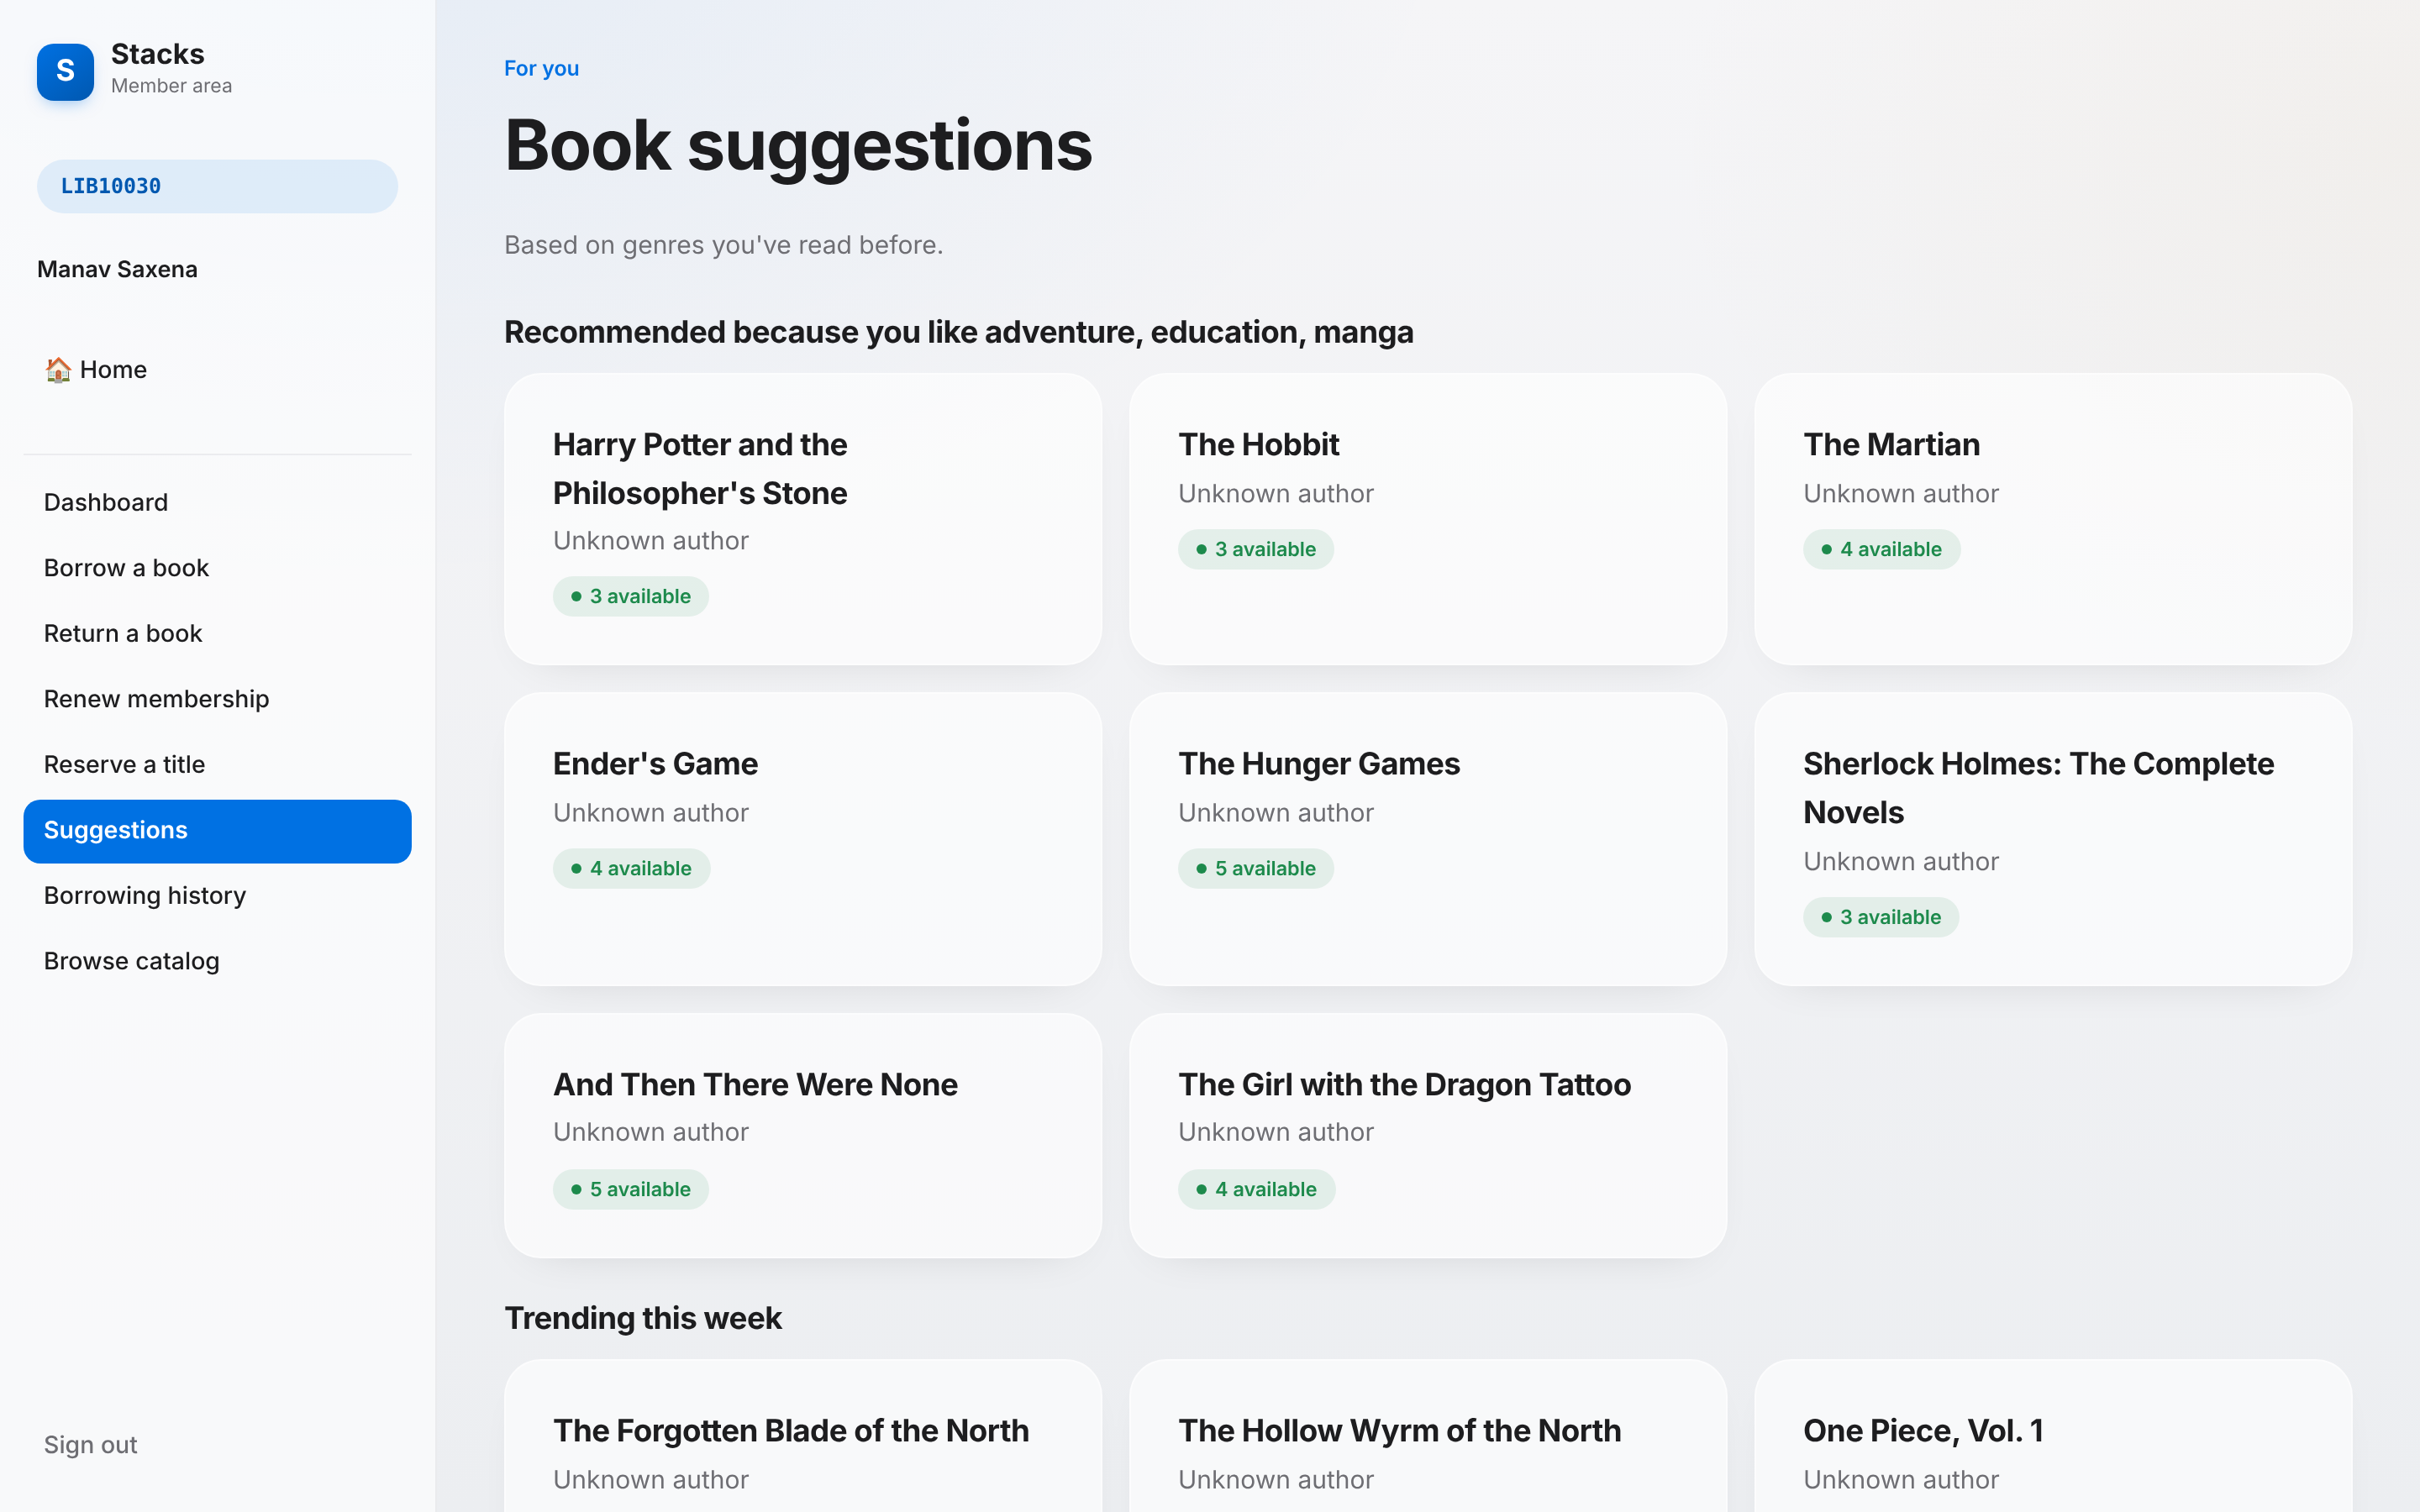 S
Stacks
Member area
LIB10030
Manav Saxena
🏠 Home
Dashboard
Borrow a book
Return a book
Renew membership
Reserve a title
Suggestions
Borrowing history
Browse catalog
Sign out
For you
Book suggestions
Based on genres you've read before.
Recommended because you like adventure, education, manga
Harry Potter and the
Philosopher's Stone
Unknown author
3 available
The Hobbit
Unknown author
3 available
The Martian
Unknown author
4 available
Ender's Game
Unknown author
4 available
The Hunger Games
Unknown author
5 available
Sherlock Holmes: The Complete
Novels
Unknown author
3 available
And Then There Were None
Unknown author
5 available
The Girl with the Dragon Tattoo
Unknown author
4 available
Trending this week
The Forgotten Blade of the North
Unknown author
The Hollow Wyrm of the North
Unknown author
One Piece, Vol. 1
Unknown author